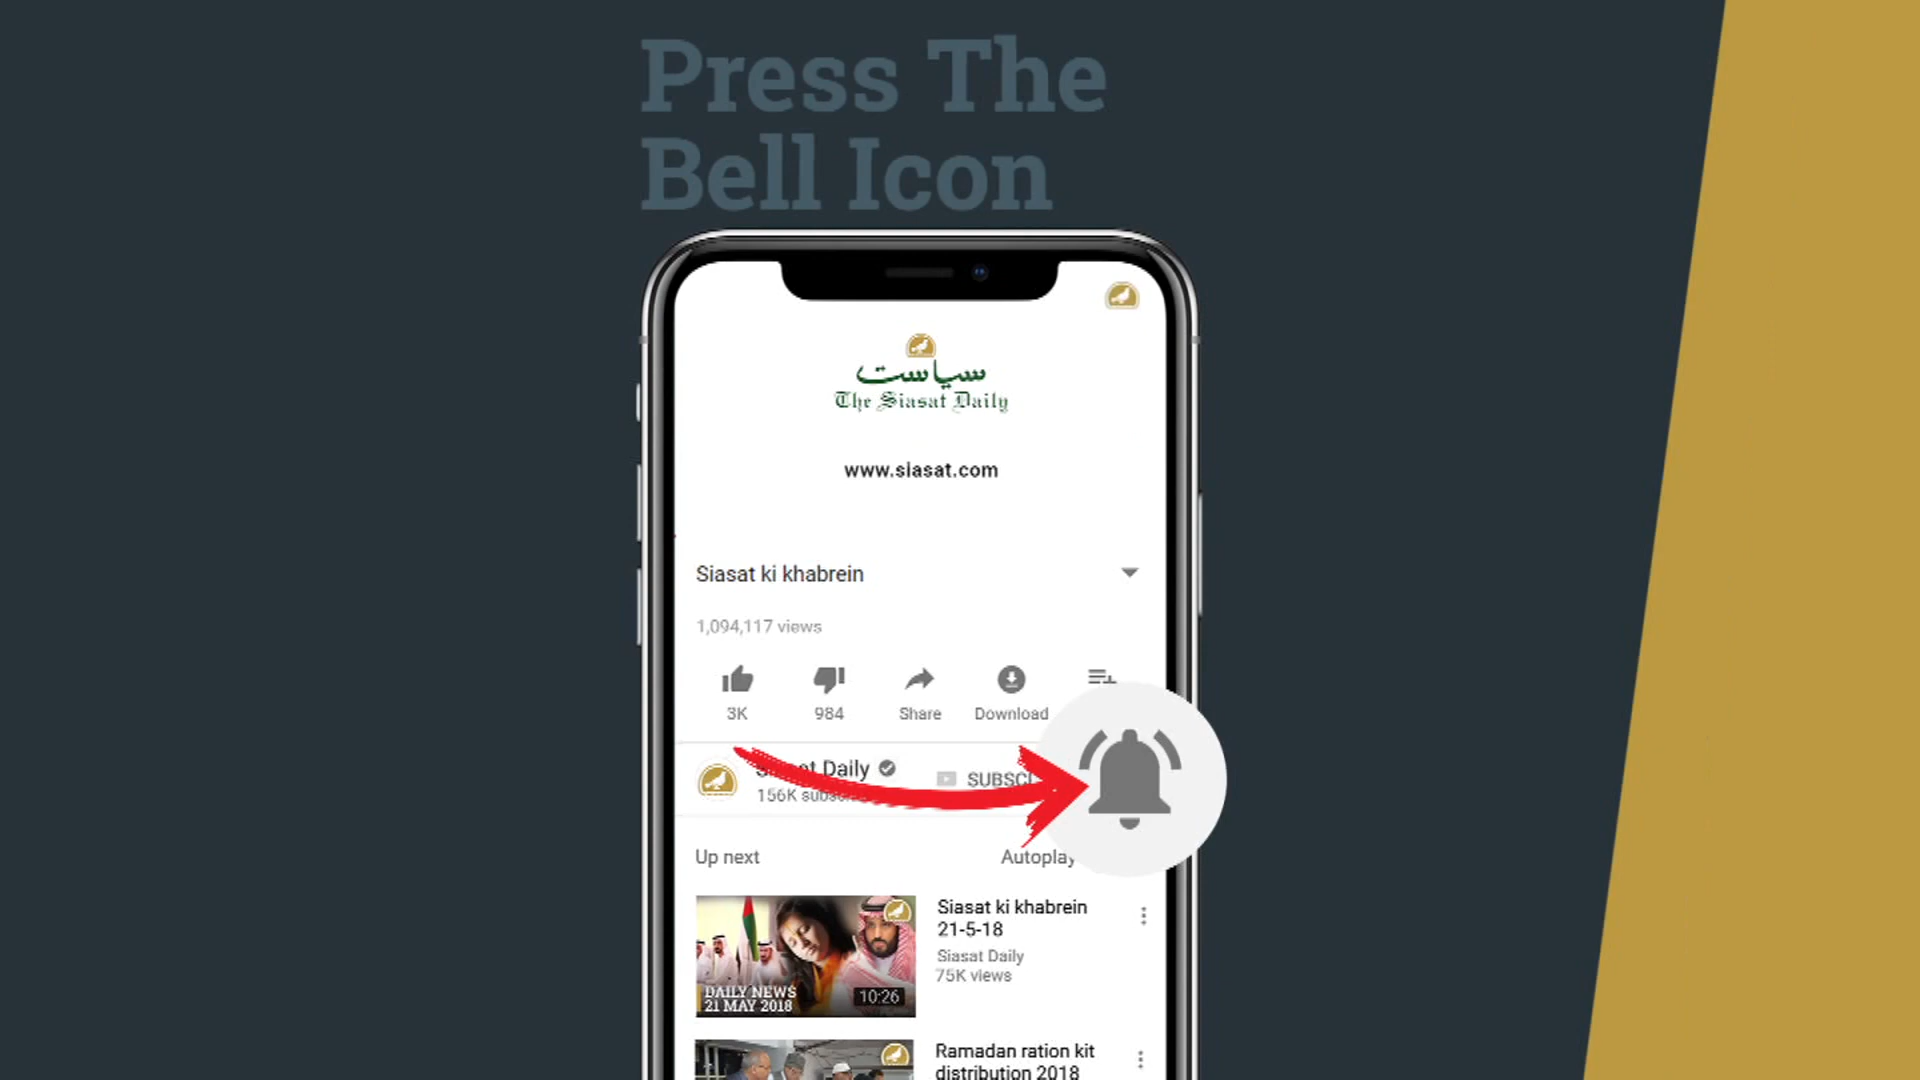 Press The
Bell Icon
سیاست
The Siasat Daily
www.siasat.com
Siasat ki khabrein
1,094,117 views
3K
984
Share
Download
Daily
156K
Up next
Autoplay
Siasat ki khabrein
21-5-18
Siasat Daily
75K views
DAILY NEWS
21 MAY 2018
10:26
Ramadan ration kit
distribution 2018